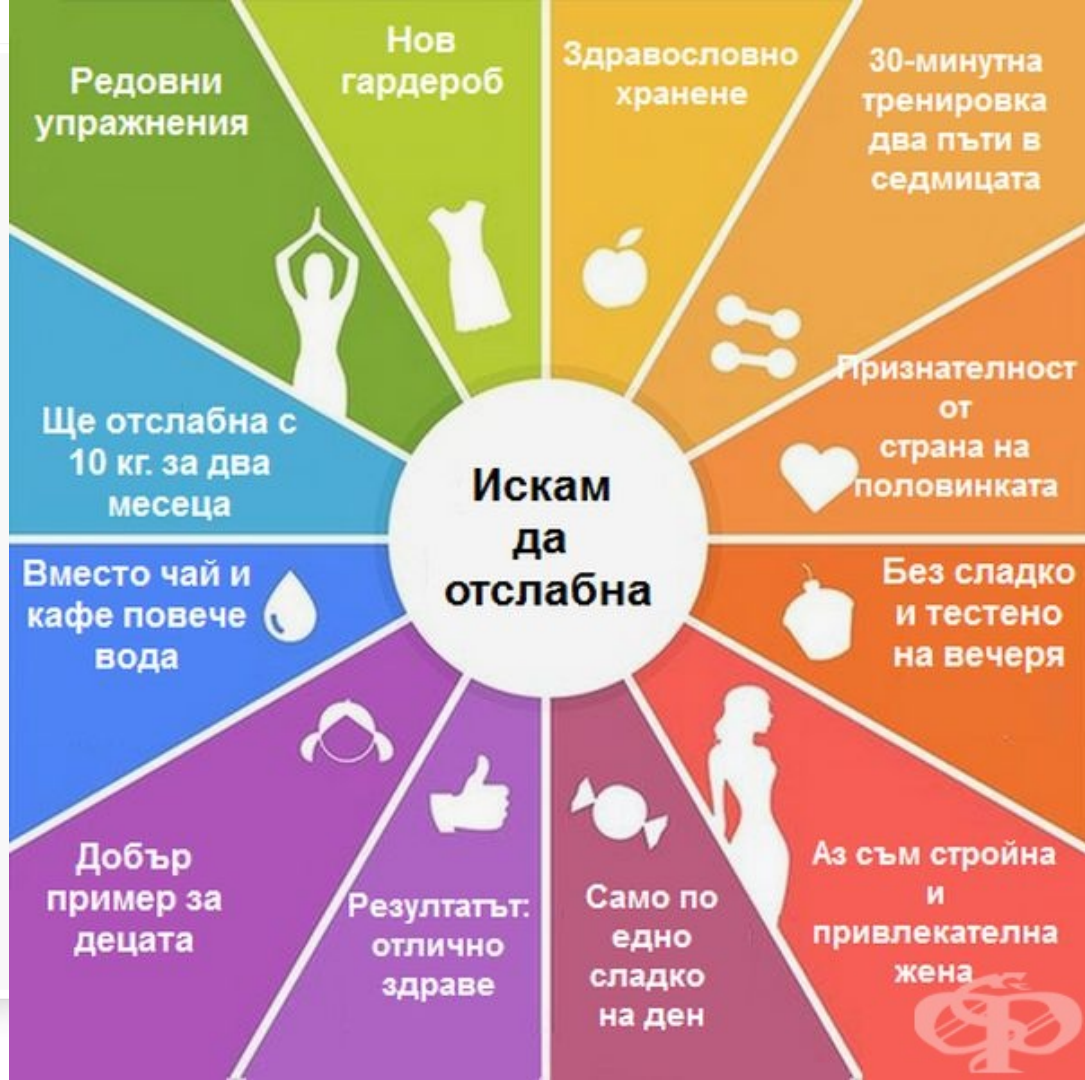 Редовни
упражнения
Нов
гардероб
Здравословно
хранене
30-минутна
тренировка
два пъти в
седмицата
Признателност
от
страна на
половинката
Без сладко
и тестено
на вечеря
Аз съм стройна
и
привлекателна
жена
Само по
едно
сладко
на ден
Резултатът:
отлично
здраве
Добър
пример за
децата
Вместо чай и
кафе повече
вода
Ще отслабна с
10 кг. за два
месеца
Искам
да
отслабна